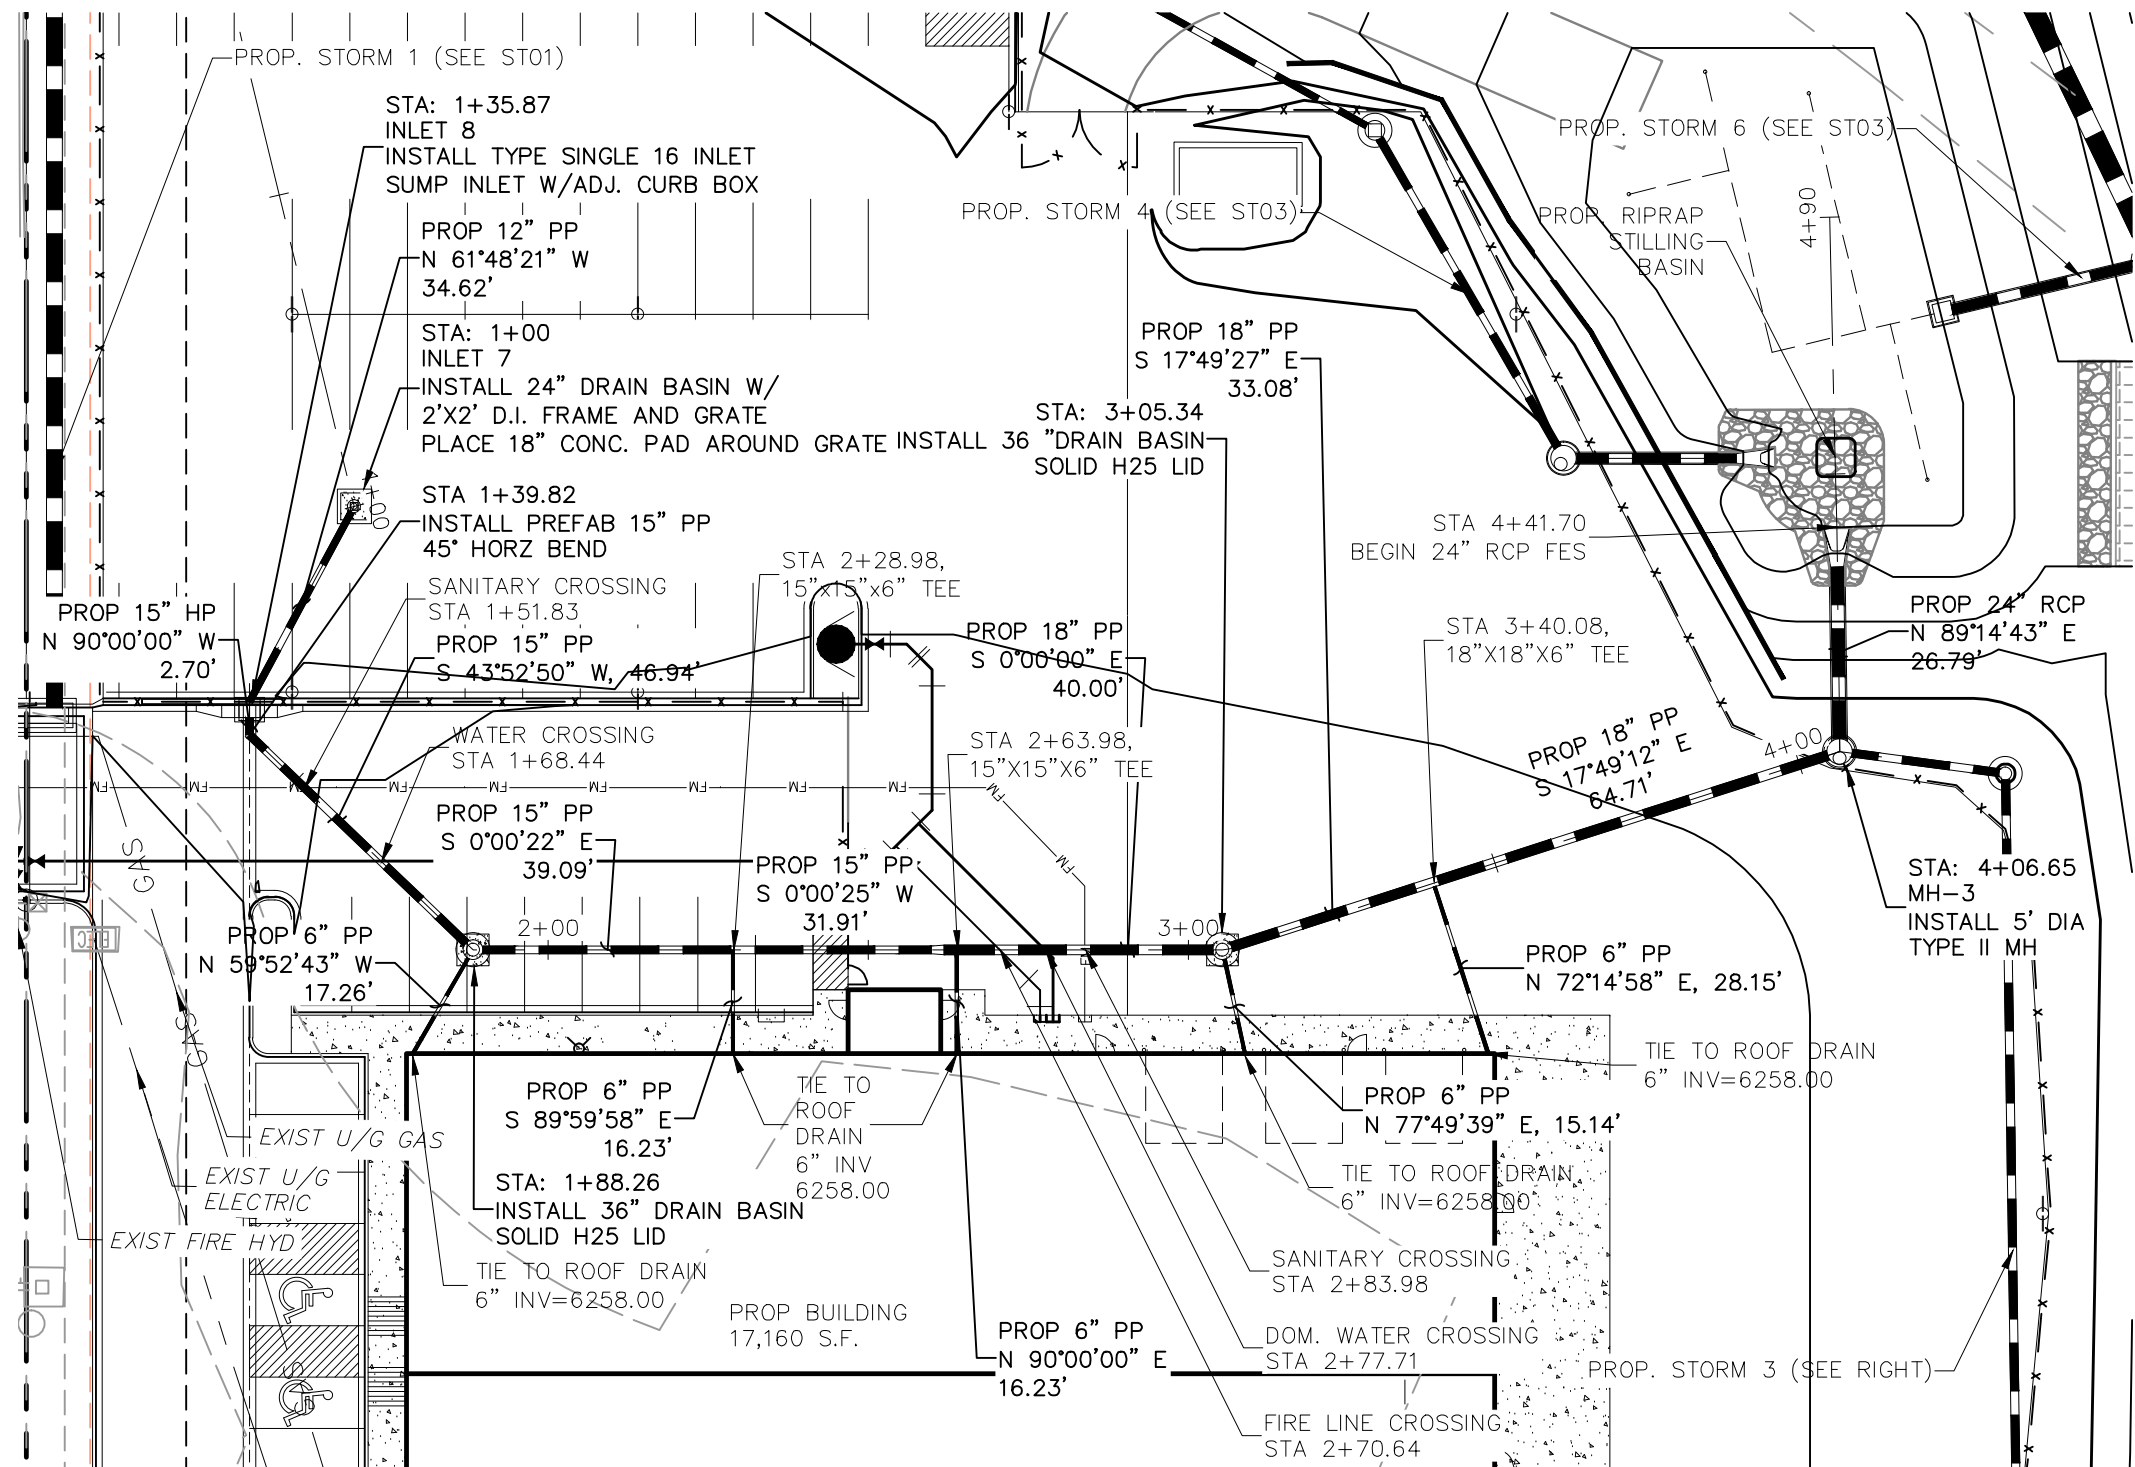 PROP. STORM 1 (SEE ST01)
STA: 1+35.87
INLET 8
INSTALL TYPE SINGLE 16 INLET
SUMP INLET W/ADJ. CURB BOX
PROP 12" PP
N 61°48'21" W
34.62'
STA: 1+00
INLET 7
INSTALL 24" DRAIN BASIN W/
2'X2' D.I. FRAME AND GRATE
PLACE 18" CONC. PAD AROUND GRATE
STA 1+39.82
INSTALL PREFAB 15" PP
45° HORZ BEND
SANITARY CROSSING
STA 1+51.83
PROP 15" HP
N 90°00'00" W
2.70'
PROP 15" PP
S 43°52'50" W, 46.94'
WATER CROSSING
STA 1+68.44
PROP 15" PP
S 0°00'22" E
39.09'
STA 2+28.98,
15"x15"x6" TEE
PROP 15" PP
S 0°00'25" W
31.91'
PROP 18" PP
S 0°00'00" E
40.00'
STA 2+63.98,
15"X15"X6" TEE
PROP. STORM 4 (SEE ST03)
PROP 18" PP
S 17°49'27" E
33.08'
STA: 3+05.34
INSTALL 36 "DRAIN BASIN
SOLID H25 LID
PROP. STORM 6 (SEE ST03)
PROP. RIPRAP
STILLING
BASIN
4+90
STA 4+41.70
BEGIN 24" RCP FES
STA 3+40.08,
18"X18"X6" TEE
PROP 24" RCP
N 89°14'43" E
26.79'
PROP 18" PP
S 17°49'12" E
64.71'
4+00
STA: 4+06.65
MH-3
INSTALL 5' DIA
TYPE II MH
FM
FM
FM
FM
FM
FM
FM
FM
FM
FM
GAS
GAS
GAS
ELEC
1+00
2+00
3+00
PROP 6" PP
N 59°52'43" W
17.26'
PROP 6" PP
N 72°14'58" E, 28.15'
TIE TO ROOF DRAIN
6" INV=6258.00
PROP 6" PP
S 89°59'58" E
16.23'
TIE TO
ROOF
DRAIN
6" INV
6258.00
PROP 6" PP
N 77°49'39" E, 15.14'
TIE TO ROOF DRAIN
6" INV=6258.00
EXIST U/G GAS
EXIST U/G
ELECTRIC
EXIST FIRE HYD
STA: 1+88.26
INSTALL 36" DRAIN BASIN
SOLID H25 LID
TIE TO ROOF DRAIN
6" INV=6258.00
PROP BUILDING
17,160 S.F.
SANITARY CROSSING
STA 2+83.98
PROP 6" PP
N 90°00'00" E
16.23'
DOM. WATER CROSSING
STA 2+77.71
PROP. STORM 3 (SEE RIGHT)
FIRE LINE CROSSING
STA 2+70.64